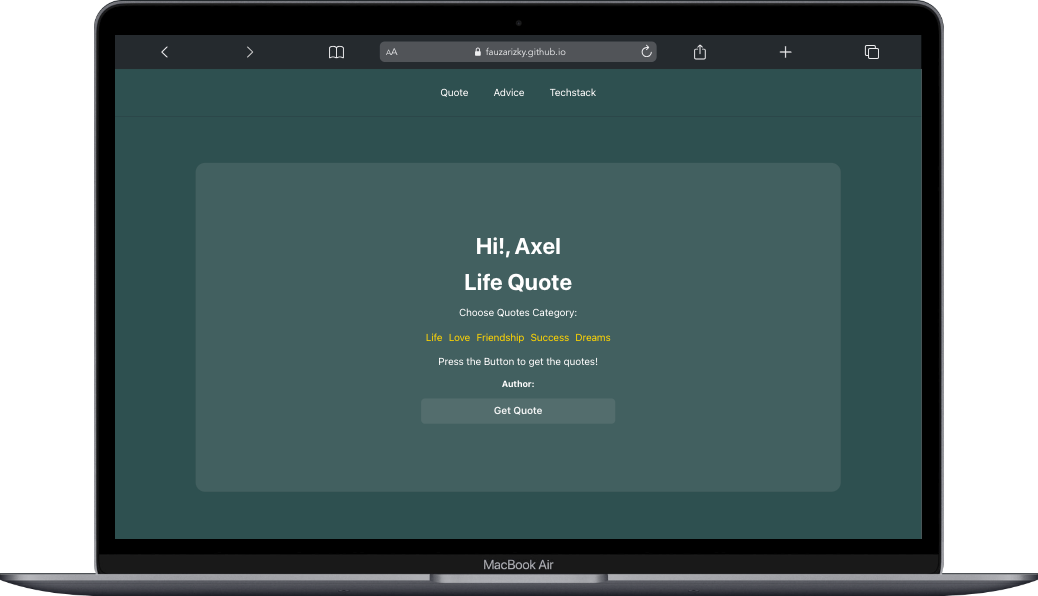 AA fauzarizky.github.io
Quote Advice Techstack
Hi!, Axel
Life Quote
Choose Quotes Category:
Life Love Friendship Success Dreams
Press the Button to get the quotes!
Author:
Get Quote
MacBook Air